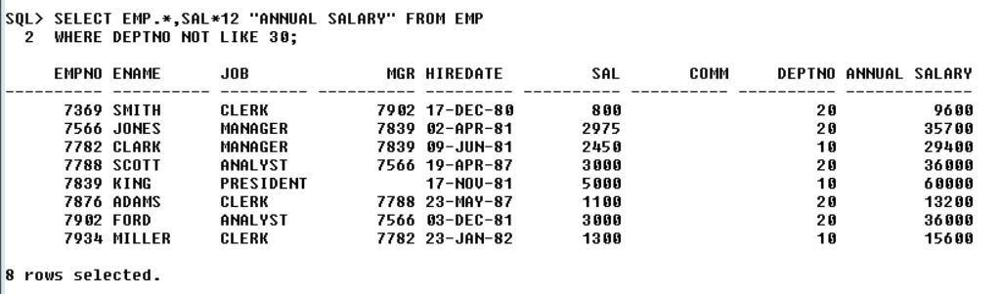 SQL> SELECT EMP.*,SAL*12 "ANNUAL SALARY" FROM EMP
  2  WHERE DEPTNO NOT LIKE 30;

     EMPNO ENAME      JOB              MGR HIREDATE         SAL       COMM     DEPTNO ANNUAL SALARY
---------- ---------- --------- ---------- --------- ---------- ---------- ---------- -------------
      7369 SMITH      CLERK           7902 17-DEC-80        800                    20          9600
      7566 JONES      MANAGER         7839 02-APR-81       2975                    20         35700
      7782 CLARK      MANAGER         7839 09-JUN-81       2450                    10         29400
      7788 SCOTT      ANALYST         7566 19-APR-87       3000                    20         36000
      7839 KING       PRESIDENT            17-NOV-81       5000                    10         60000
      7876 ADAMS      CLERK           7788 23-MAY-87       1100                    20         13200
      7902 FORD       ANALYST         7566 03-DEC-81       3000                    20         36000
      7934 MILLER     CLERK           7782 23-JAN-82       1300                    10         15600

8 rows selected.